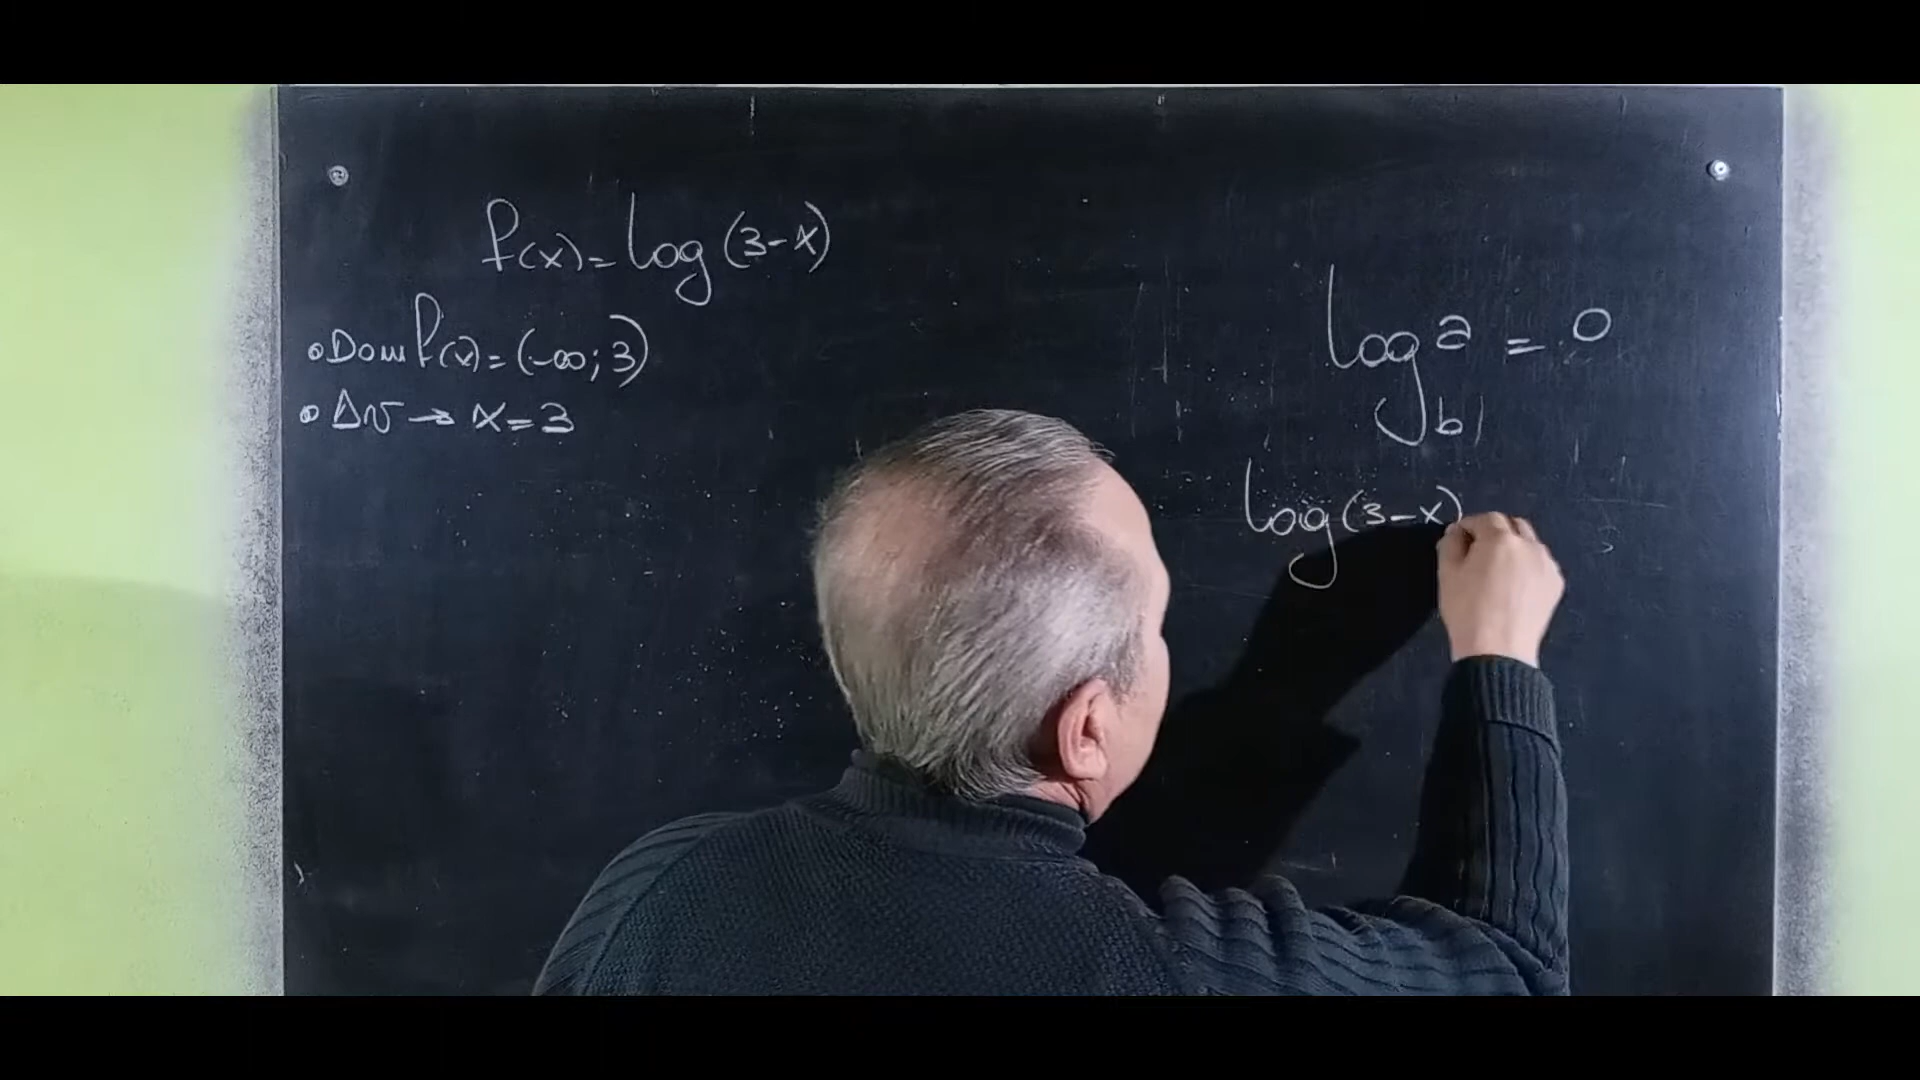 f(x)=log(3-x)
•Dom f(x)=(-∞;3)
•Av→x=3
log a = 0
b
log(3-x)